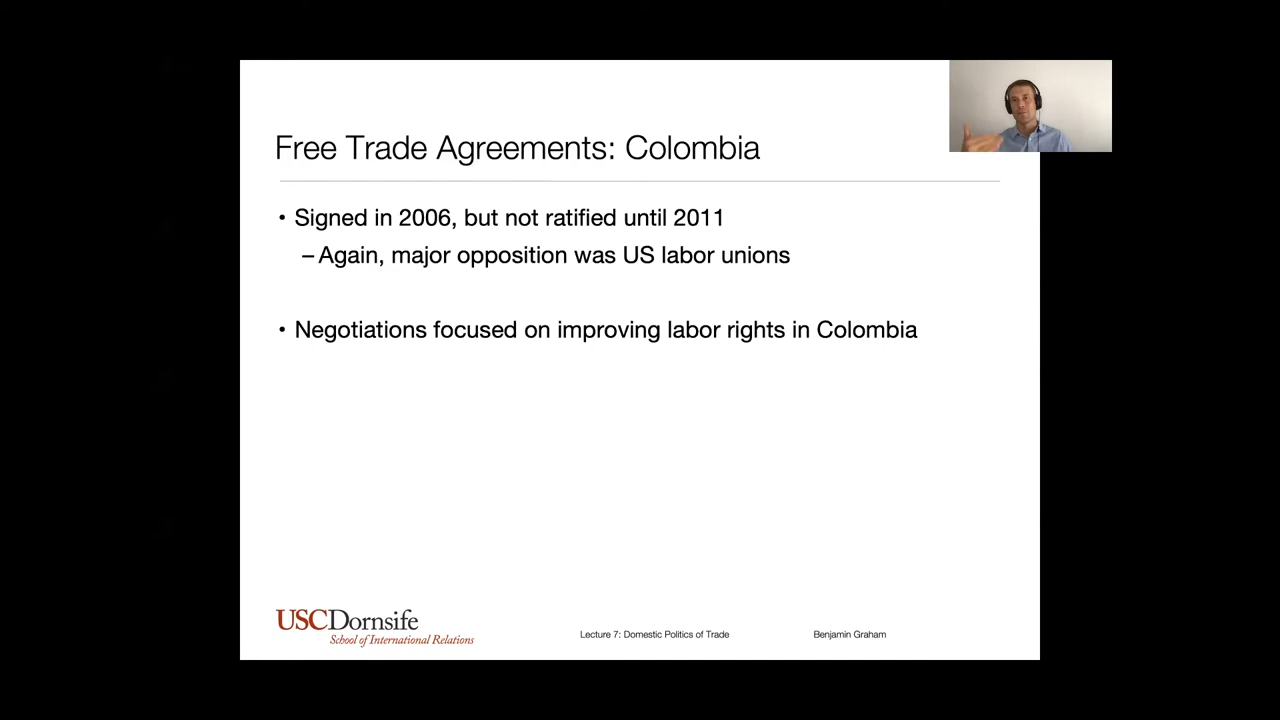 Free Trade Agreements: Colombia
• Signed in 2006, but not ratified until 2011
– Again, major opposition was US labor unions
• Negotiations focused on improving labor rights in Colombia
USCDornsife
School of International Relations
Lecture 7: Domestic Politics of Trade
Benjamin Graham